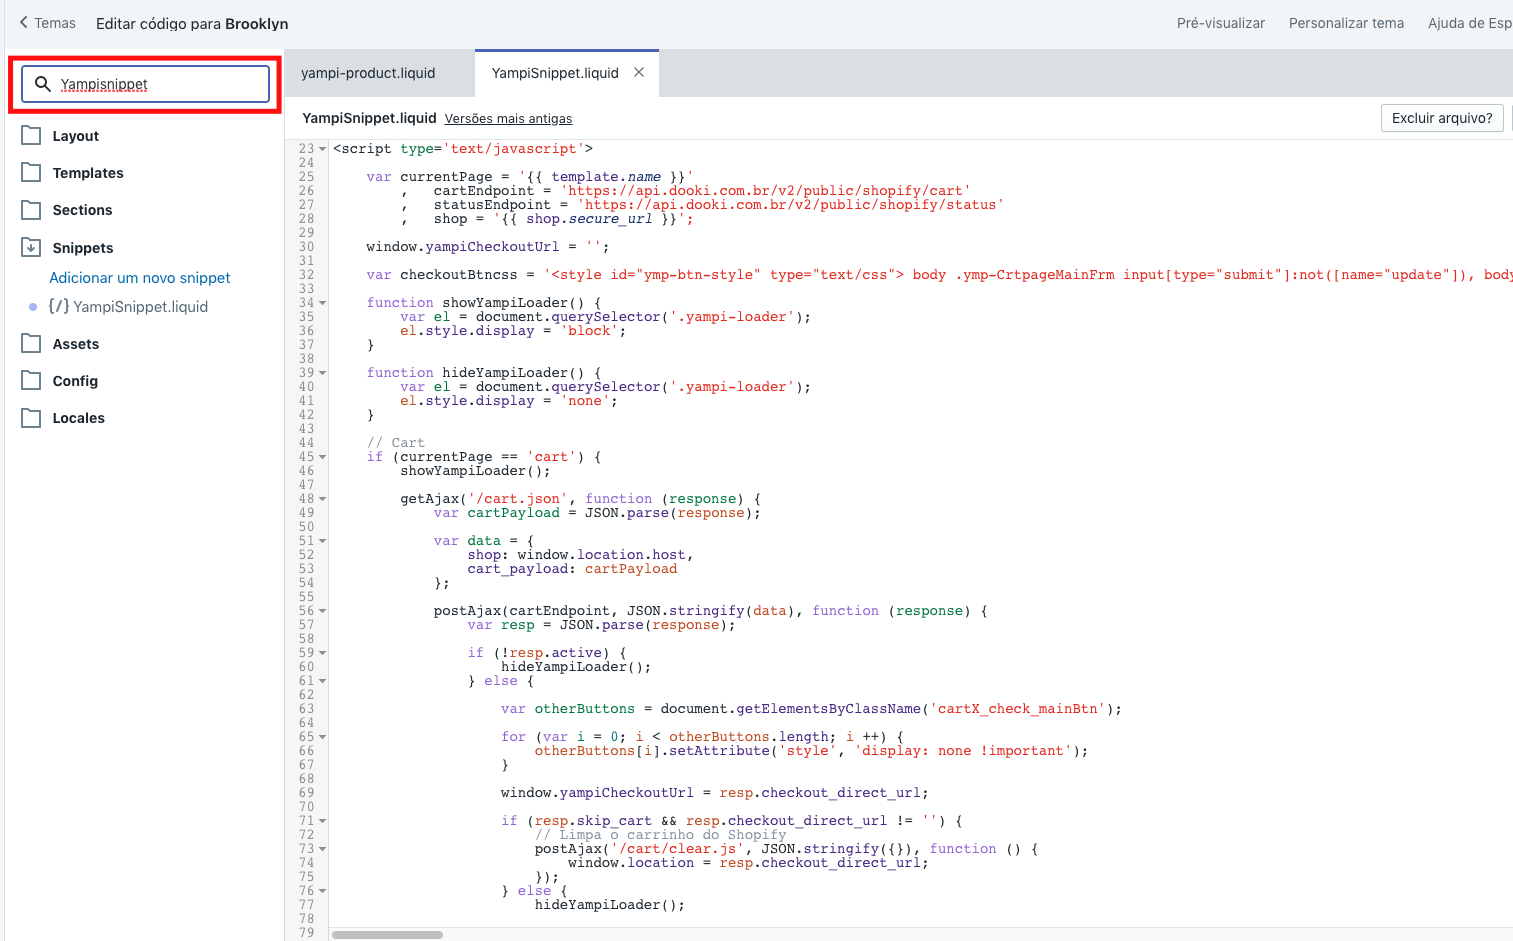 Temas Editar código para Brooklyn Pré-visualizar Personalizar tema Ajuda de Esp
Yampisnippet
Layout
Templates
Sections
Snippets
Adicionar um novo snippet
{/} YampiSnippet.liquid
Assets
Config
Locales
yampi-product.liquid YampiSnippet.liquid
YampiSnippet.liquid Versões mais antigas Excluir arquivo?
23 <script type='text/javascript'>
24
25 var currentPage = '{{ template.name }}'
26 , cartEndpoint = 'https://api.dooki.com.br/v2/public/shopify/cart'
27 , statusEndpoint = 'https://api.dooki.com.br/v2/public/shopify/status'
28 , shop = '{{ shop.secure_url }}';
29
30 window.yampiCheckoutUrl = '';
31
32 var checkoutBtncss = '<style id="ymp-btn-style" type="text/css"> body .ymp-CrtpageMainFrm input[type="submit"]:not([name="update"]), body
33
34 function showYampiLoader() {
35 var el = document.querySelector('.yampi-loader');
36 el.style.display = 'block';
37 }
38
39 function hideYampiLoader() {
40 var el = document.querySelector('.yampi-loader');
41 el.style.display = 'none';
42 }
43
44 // Cart
45 if (currentPage == 'cart') {
46 showYampiLoader();
47
48 getAjax('/cart.json', function (response) {
49 var cartPayload = JSON.parse(response);
50
51 var data = {
52 shop: window.location.host,
53 cart_payload: cartPayload
54 };
55
56 postAjax(cartEndpoint, JSON.stringify(data), function (response) {
57 var resp = JSON.parse(response);
58
59 if (!resp.active) {
60 hideYampiLoader();
61 } else {
62
63 var otherButtons = document.getElementsByClassName('cartX_check_mainBtn');
64
65 for (var i = 0; i < otherButtons.length; i ++) {
66 otherButtons[i].setAttribute('style', 'display: none !important');
67 }
68
69 window.yampiCheckoutUrl = resp.checkout_direct_url;
70
71 if (resp.skip_cart && resp.checkout_direct_url != '') {
72 // Limpa o carrinho do Shopify
73 postAjax('/cart/clear.js', JSON.stringify({}), function () {
74 window.location = resp.checkout_direct_url;
75 });
76 } else {
77 hideYampiLoader();
78
79